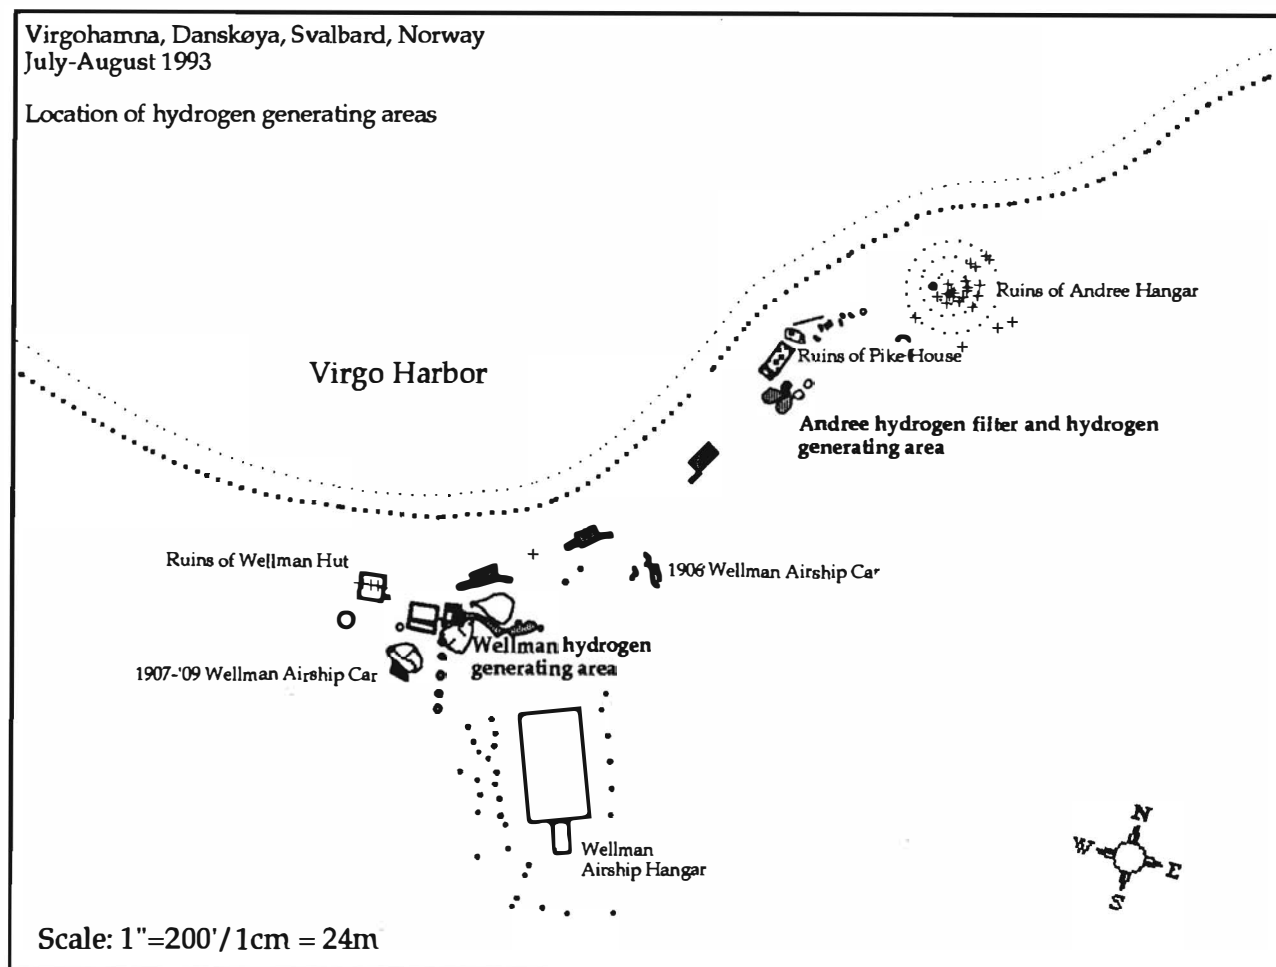 Virgohamna, Danskøya, Svalbard, Norway
July-August 1993
Location of hydrogen generating areas
Ruins of Andree Hangar
Ruins of Pike House
Virgo Harbor
Andree hydrogen filter and hydrogen
generating area
Ruins of Wellman Hut
1906 Wellman Airship Car
Wellman hydrogen
generating area
1907-'09 Wellman Airship Car
Wellman
Airship Hangar
N
W
E
S
Scale: 1"=200'/1cm = 24m